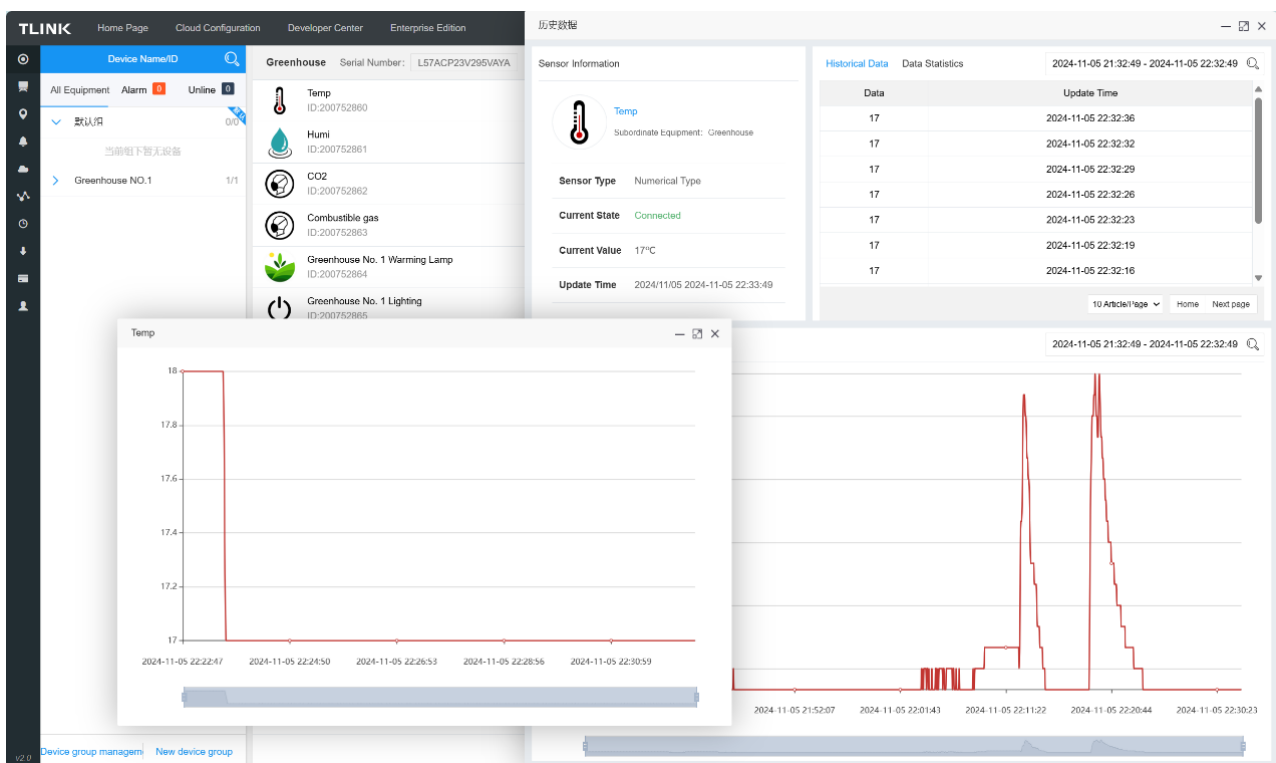 TLINK
Home Page
Cloud Configuration
Developer Center
Enterprise Edition
Device Name/ID
All Equipment
Alarm
0
Unline
0
默认组
0/0
当前组下暂无设备
Greenhouse NO.1
1/1
Device group managem
New device group
v2.0
Greenhouse
Serial Number:
L57ACP23V295VAYA
Temp
ID:200752860
Humi
ID:200752861
CO2
ID:200752862
Combustible gas
ID:200752863
Greenhouse No. 1 Warming Lamp
ID:200752864
Greenhouse No. 1 Lighting
ID:200752865
历史数据
Sensor Information
Temp
Subordinate Equipment: Greenhouse
Sensor Type
Numerical Type
Current State
Connected
Current Value
17°C
Update Time
2024/11/05 2024-11-05 22:33:49
Historical Data
Data Statistics
2024-11-05 21:32:49 - 2024-11-05 22:32:49
Data
Update Time
17
2024-11-05 22:32:36
17
2024-11-05 22:32:32
17
2024-11-05 22:32:29
17
2024-11-05 22:32:26
17
2024-11-05 22:32:23
17
2024-11-05 22:32:19
17
2024-11-05 22:32:16
10 Article/Page
Home
Next page
Temp
18
17.8
17.6
17.4
17.2
17
2024-11-05 22:22:47
2024-11-05 22:24:50
2024-11-05 22:26:53
2024-11-05 22:28:56
2024-11-05 22:30:59
2024-11-05 21:32:49 - 2024-11-05 22:32:49
2024-11-05 21:52:07
2024-11-05 22:01:43
2024-11-05 22:11:22
2024-11-05 22:20:44
2024-11-05 22:30:23